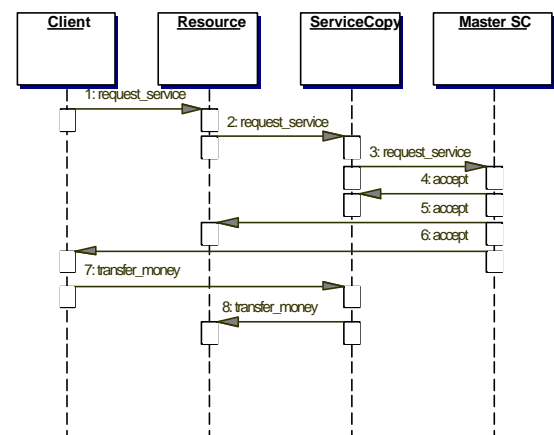 Client Resource ServiceCopy Master SC
1: request_service
2: request_service
3: request_service
4: accept
5: accept
6: accept
7: transfer_money
8: transfer_money